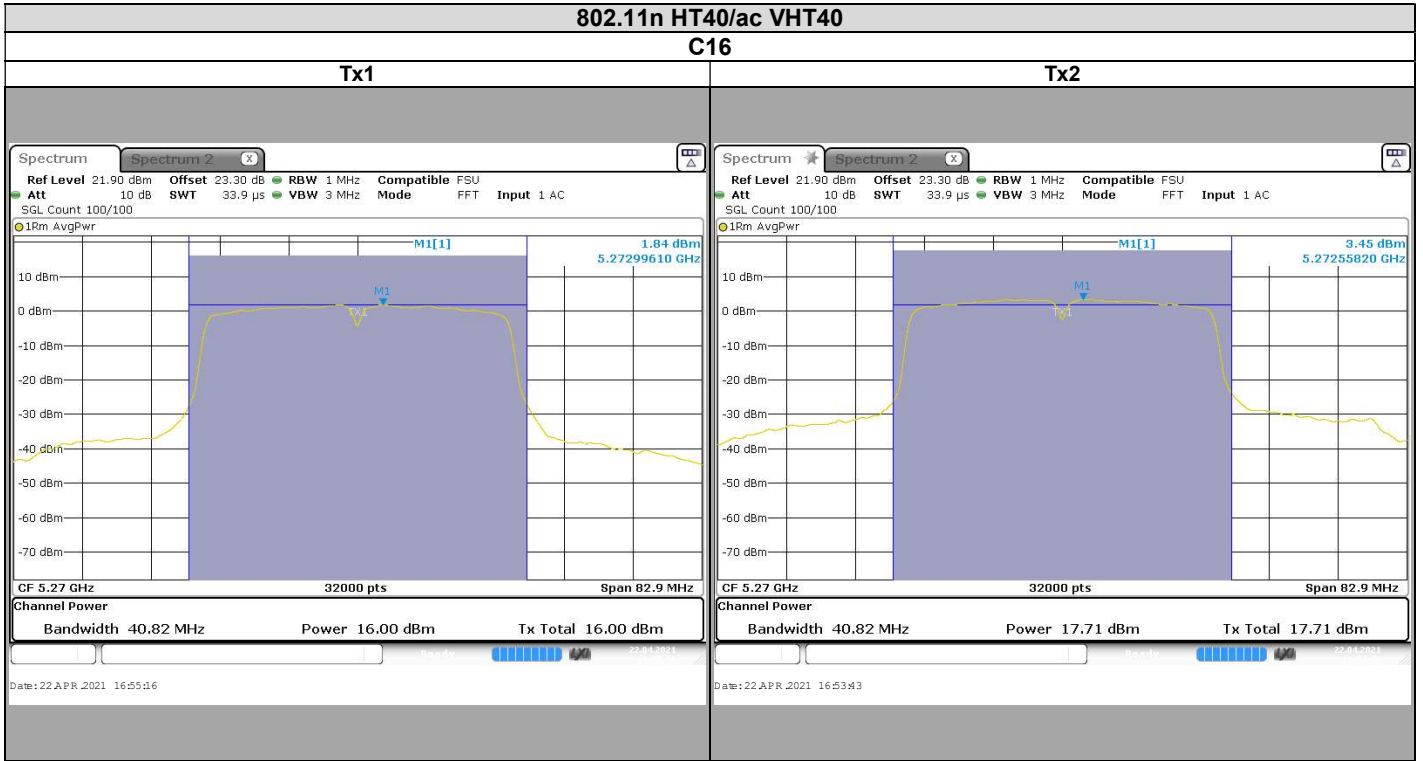 802.11n HT40/ac VHT40
C16
Tx1 Tx2
Spectrum Spectrum 2 X
Ref Level 21.90 dBm Offset 23.30 dB RBW 1 MHz Compatible FSU
Att 10 dB SWT 33.9 µs VBW 3 MHz Mode FFT Input 1 AC
SGL Count 100/100
1Rm AvgPwr
M1[1] 1.84 dBm
5.27299610 GHz
10 dBm
M1
0 dBm
TX1
-10 dBm
-20 dBm
-30 dBm
-40 dBm
-50 dBm
-60 dBm
-70 dBm
CF 5.27 GHz 32000 pts Span 82.9 MHz
Channel Power
Bandwidth 40.82 MHz Power 16.00 dBm Tx Total 16.00 dBm
Ready 22.04.2021
Date: 22.APR.2021 16:55:16
Spectrum Spectrum 2 X
Ref Level 21.90 dBm Offset 23.30 dB RBW 1 MHz Compatible FSU
Att 10 dB SWT 33.9 µs VBW 3 MHz Mode FFT Input 1 AC
SGL Count 100/100
1Rm AvgPwr
M1[1] 3.45 dBm
5.27255820 GHz
10 dBm
M1
0 dBm
TX1
-10 dBm
-20 dBm
-30 dBm
-40 dBm
-50 dBm
-60 dBm
-70 dBm
CF 5.27 GHz 32000 pts Span 82.9 MHz
Channel Power
Bandwidth 40.82 MHz Power 17.71 dBm Tx Total 17.71 dBm
Ready 22.04.2021
Date: 22.APR.2021 16:53:43